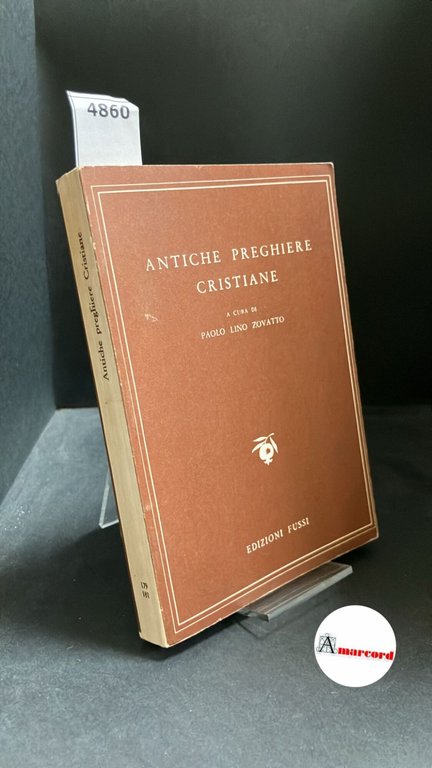 4860
ANTICHE PREGHIERE
CRISTIANE
A CURA DI
PAOLO LINO ZOVATTO
EDIZIONI FUSSI
Antiche preghiere Cristiane
179
181
Amarcord